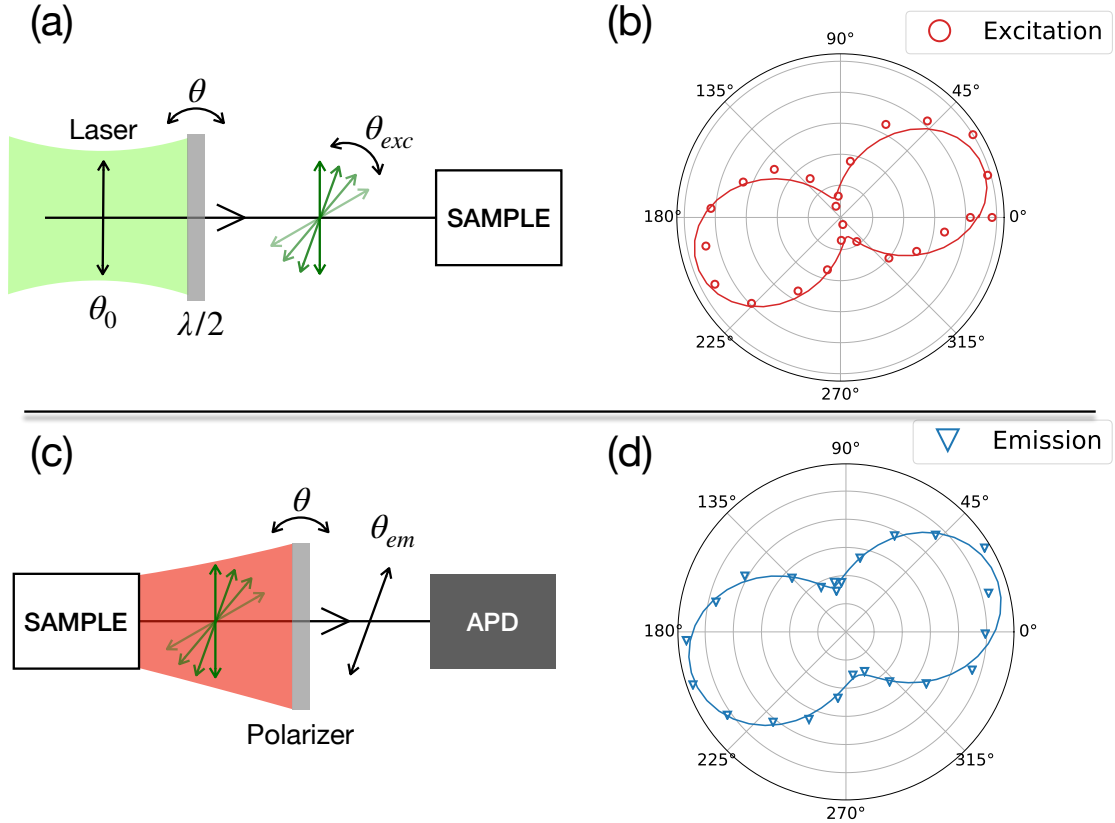 (a)
θ
Laser
θexc
SAMPLE
θ0
λ/2
(b)
Excitation
90°
135°
45°
180°
0°
225°
315°
270°
(c)
θ
θem
SAMPLE
APD
Polarizer
(d)
Emission
90°
135°
45°
180°
0°
225°
315°
270°